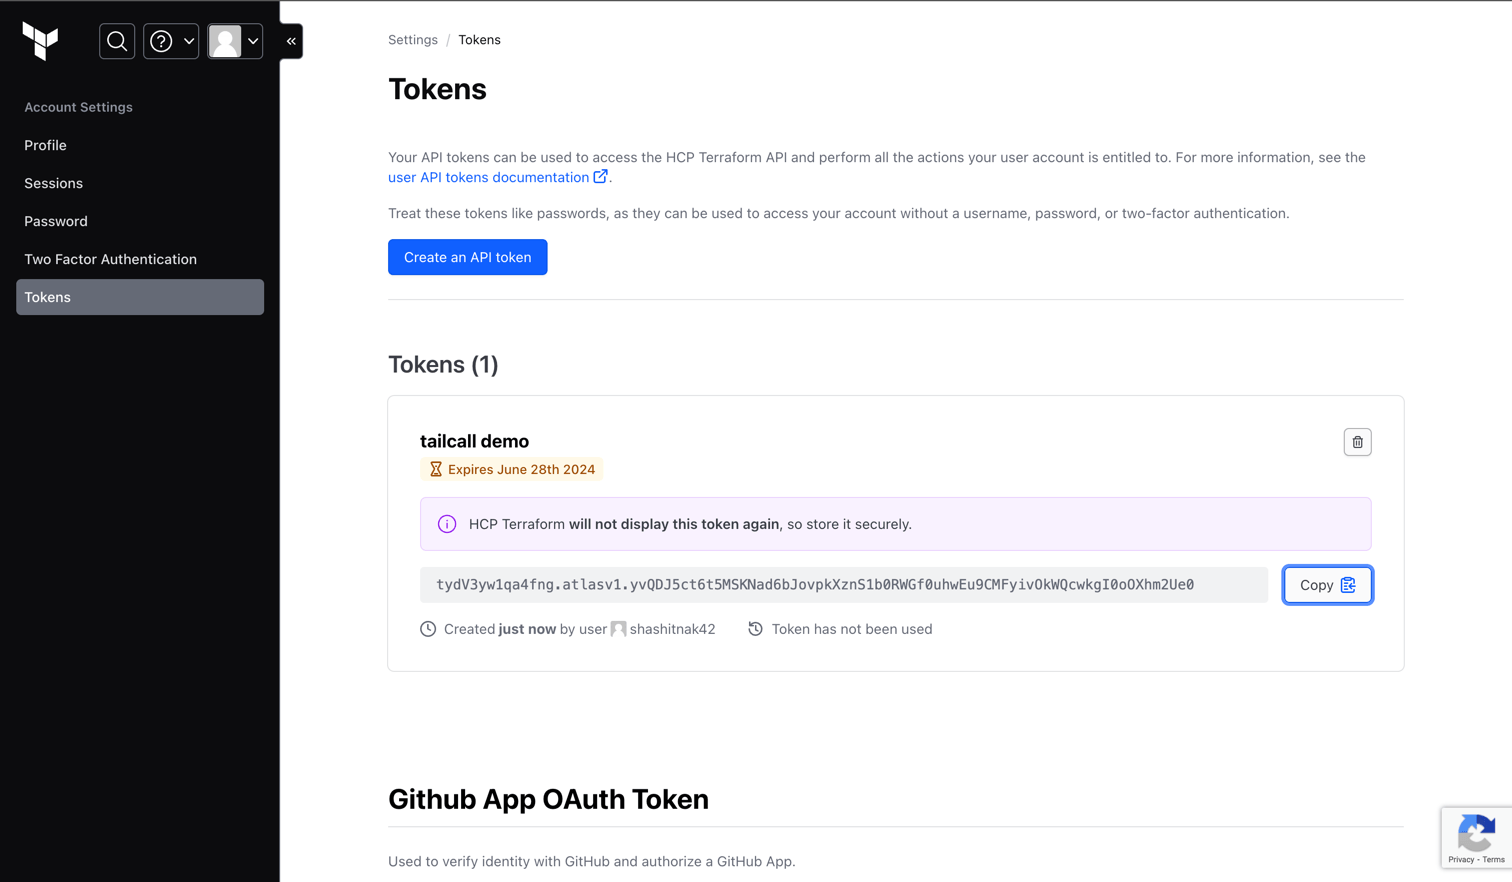 Settings / Tokens
Tokens
Account Settings
Profile
Sessions
Password
Two Factor Authentication
Tokens
Your API tokens can be used to access the HCP Terraform API and perform all the actions your user account is entitled to. For more information, see the
user API tokens documentation.
Treat these tokens like passwords, as they can be used to access your account without a username, password, or two-factor authentication.
Create an API token
Tokens (1)
tailcall demo
Expires June 28th 2024
HCP Terraform will not display this token again, so store it securely.
tydV3yw1qa4fng.atlasv1.yvQDJ5ct6t5MSKNad6bJovpkXznS1b0RWGf0uhwEu9CMFyivOkWQcwkgI0oOXhm2Ue0
Copy
Created just now by user shashitnak42 Token has not been used
Github App OAuth Token
Used to verify identity with GitHub and authorize a GitHub App.
Privacy - Terms